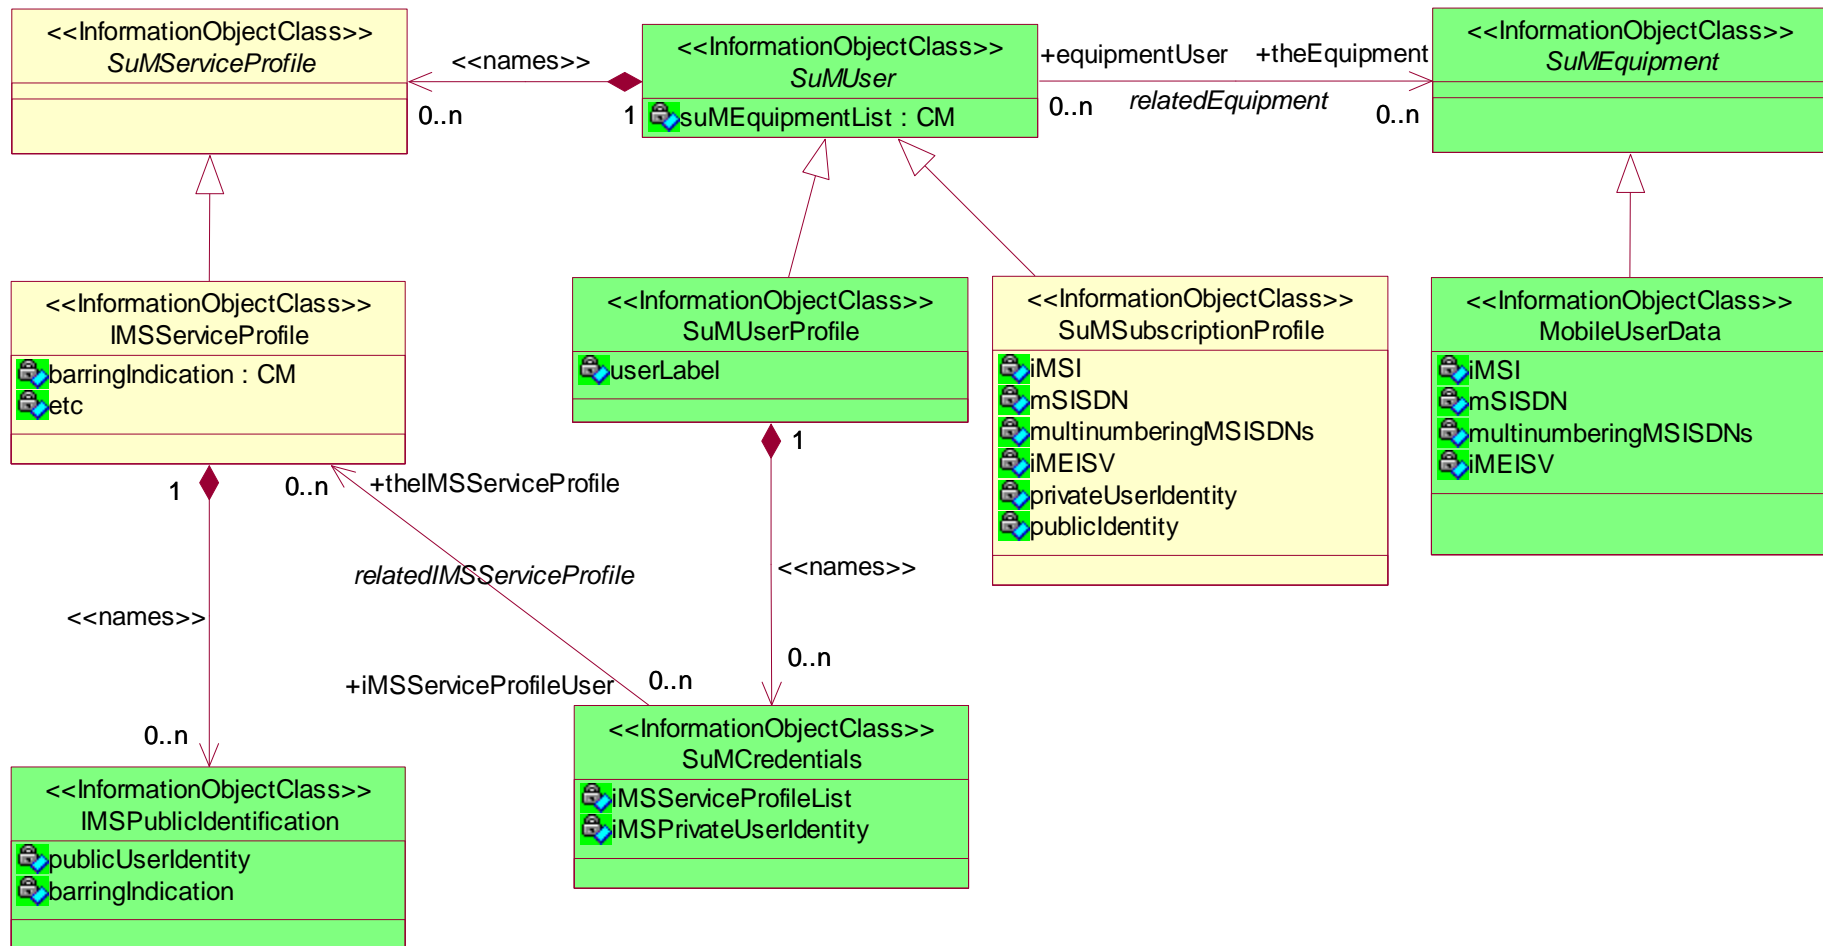 <<InformationObjectClass>>
SuMServiceProfile
<<names>>
0..n
1
<<InformationObjectClass>>
SuMUser
suMEquipmentList : CM
+equipmentUser
+theEquipment
0..n
relatedEquipment
0..n
<<InformationObjectClass>>
SuMEquipment
<<InformationObjectClass>>
IMSServiceProfile
barringIndication : CM
etc
<<InformationObjectClass>>
SuMUserProfile
userLabel
<<InformationObjectClass>>
SuMSubscriptionProfile
iMSI
mSISDN
multinumberingMSISDNs
iMEISV
privateUserIdentity
publicIdentity
<<InformationObjectClass>>
MobileUserData
iMSI
mSISDN
multinumberingMSISDNs
iMEISV
1
0..n
+theIMSServiceProfile
1
relatedIMSServiceProfile
<<names>>
<<names>>
0..n
+iMSServiceProfileUser
0..n
0..n
<<InformationObjectClass>>
IMSPublicIdentification
publicUserIdentity
barringIndication
<<InformationObjectClass>>
SuMCredentials
iMSServiceProfileList
iMSPrivateUserIdentity